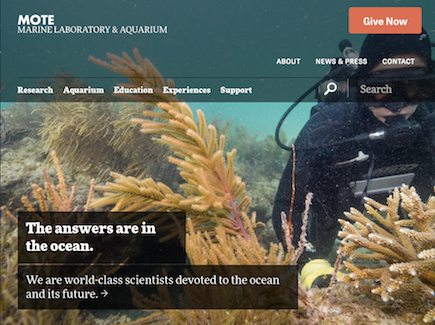 MOTE
MARINE LABORATORY & AQUARIUM
Give Now
ABOUT NEWS & PRESS CONTACT
Research Aquarium Education Experiences Support
Search
The answers are in
the ocean.
We are world-class scientists devoted to the ocean
and its future. →